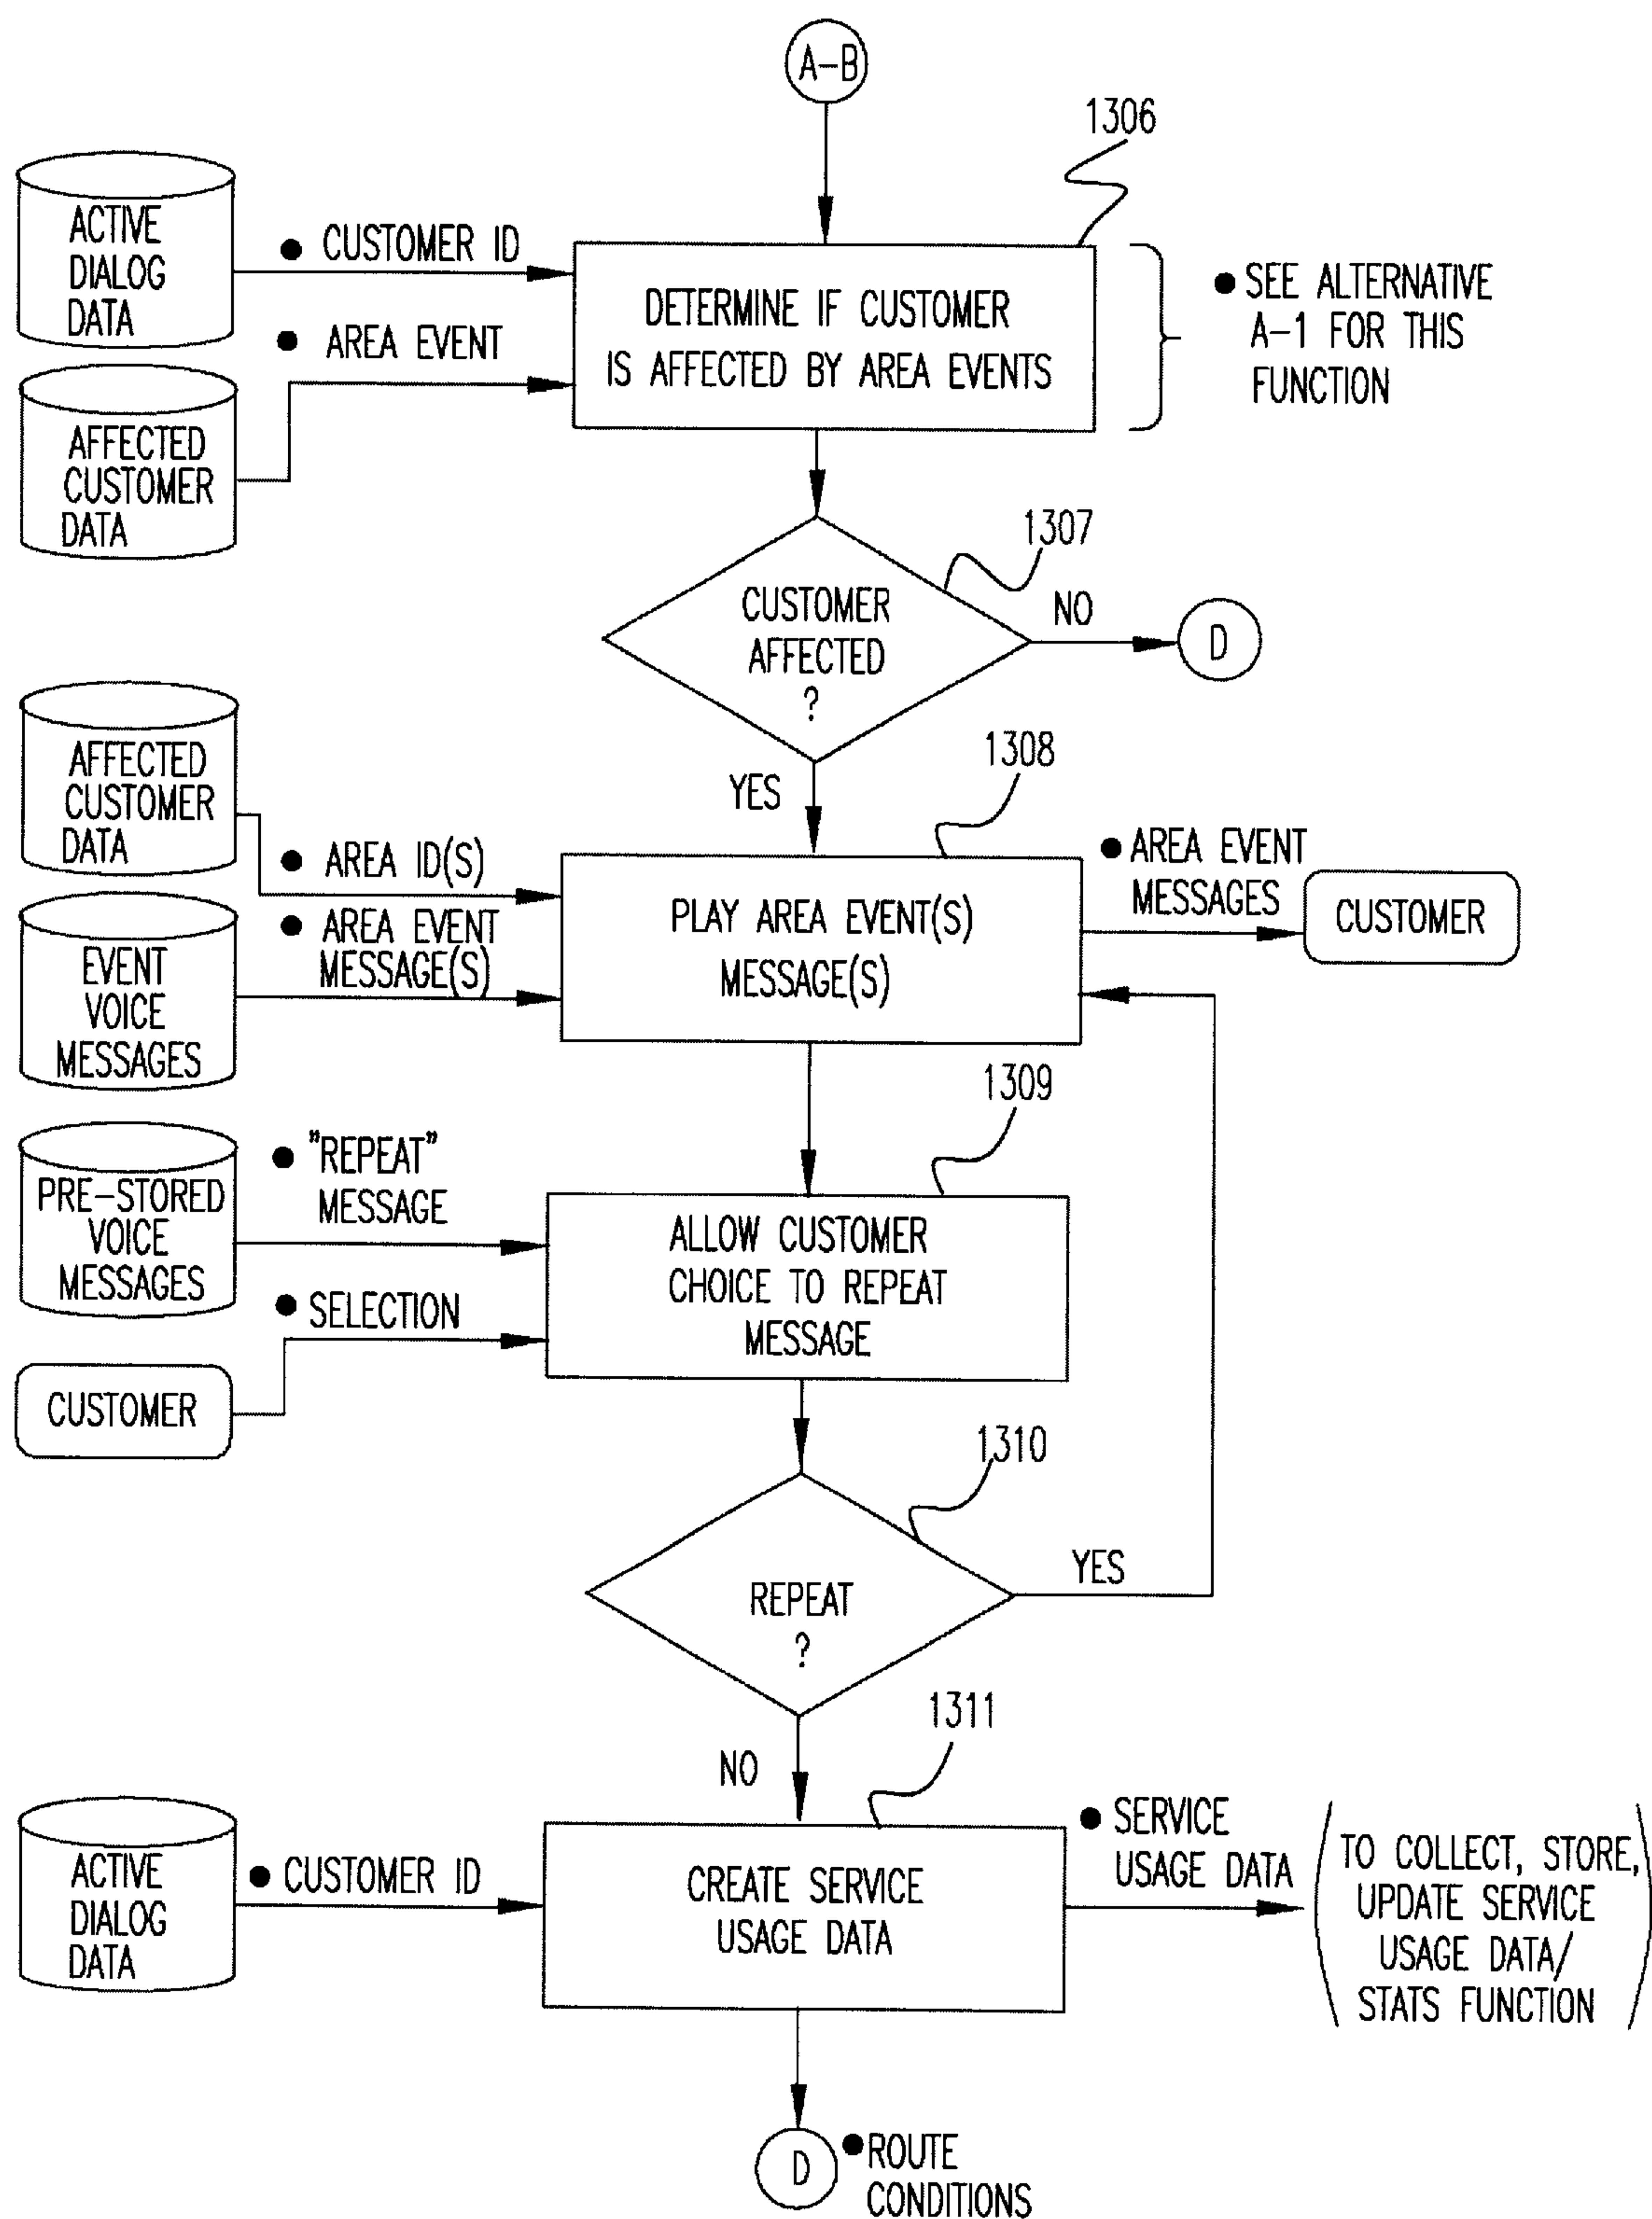 A-B
1306
ACTIVE
DIALOG
DATA
● CUSTOMER ID
● AREA EVENT
DETERMINE IF CUSTOMER
IS AFFECTED BY AREA EVENTS
● SEE ALTERNATIVE
A-1 FOR THIS
FUNCTION
AFFECTED
CUSTOMER
DATA
1307
CUSTOMER
AFFECTED
?
NO
D
YES
1308
AFFECTED
CUSTOMER
DATA
● AREA ID(S)
● AREA EVENT
MESSAGE(S)
EVENT
VOICE
MESSAGES
PLAY AREA EVENT(S)
MESSAGE(S)
● AREA EVENT
MESSAGES
CUSTOMER
1309
PRE-STORED
VOICE
MESSAGES
● "REPEAT"
MESSAGE
● SELECTION
CUSTOMER
ALLOW CUSTOMER
CHOICE TO REPEAT
MESSAGE
1310
REPEAT
?
YES
NO
1311
ACTIVE
DIALOG
DATA
● CUSTOMER ID
CREATE SERVICE
USAGE DATA
● SERVICE
USAGE DATA
TO COLLECT, STORE,
UPDATE SERVICE
USAGE DATA/
STATS FUNCTION
D
● ROUTE
CONDITIONS